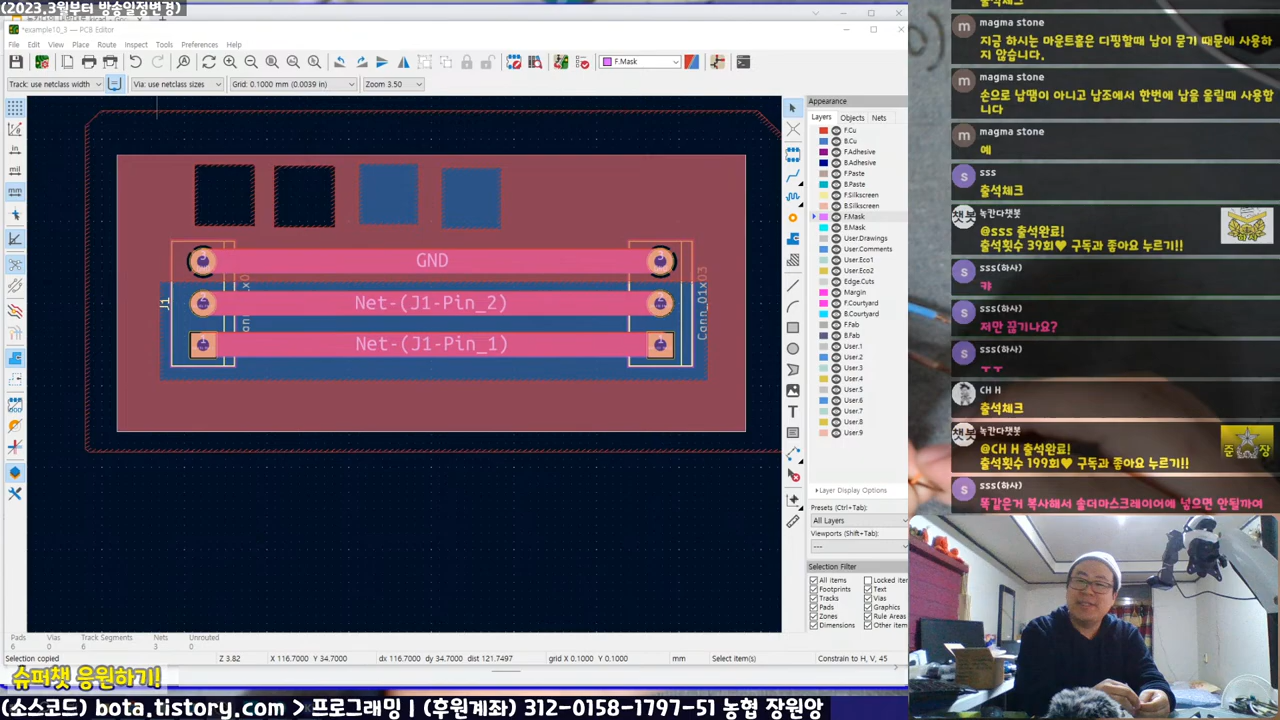 (2023.3월부터 방송일정변경)
*example10_3 — PCB Editor
File Edit View Place Route Inspect Tools Preferences Help
F.Mask
Track: use netclass width
Via: use netclass sizes
Grid: 0.1000 mm (0.0039 in)
Zoom 3.50
in
mil
mm
GND
Net-(J1-Pin_2)
Net-(J1-Pin_1)
J1
Conn_01x03
Appearance
Layers Objects Nets
F.Cu
B.Cu
F.Adhesive
B.Adhesive
F.Paste
B.Paste
F.Silkscreen
B.Silkscreen
F.Mask
B.Mask
User.Drawings
User.Comments
User.Eco1
User.Eco2
Edge.Cuts
Margin
F.Courtyard
B.Courtyard
F.Fab
B.Fab
User.1
User.2
User.3
User.4
User.5
User.6
User.7
User.8
User.9
Layer Display Options
Presets (Ctrl+Tab):
All Layers
Viewports (Shift+Tab):
---
Selection Filter
All items Locked iter
Footprints Text
Tracks Vias
Pads Graphics
Zones Rule Areas
Dimensions Other item
Pads Vias Track Segments Nets Unrouted
6 0 6 3 0
Selection copied
Z 3.82
X 116.7000 Y 34.7000
dx 116.7000 dy 34.7000 dist 121.7497
grid X 0.1000 Y 0.1000
mm
Select item(s)
Constrain to H, V, 45
출석체크
magma stone
지금 하시는 마운트홀은 디핑할때 납이 묻기 때문에 사용하
지 않습니다.
magma stone
손으로 납땜이 아니고 납조에서 한번에 납을 올릴때 사용합
니다
magma stone
예
sss
출석체크
챗봇
녹칸다챗봇
@sss 출석완료!
출석횟수 39회♥ 구독과 좋아요 누르기!!
sss(하사)
캬
sss(하사)
저만 끊기나요?
sss(하사)
ㅜㅜ
CH H
출석체크
챗봇
녹칸다챗봇
@CH H 출석완료!
출석횟수 199회♥ 구독과 좋아요 누르기!!
준장
sss(하사)
똑같은거 복사해서 솔더마스크레이어에 넣으면 안될까여
슈퍼챗 응원하기!
(소스코드) bota.tistory.com > 프로그래밍 | (후원계좌) 312-0158-1797-51 농협 장원앙